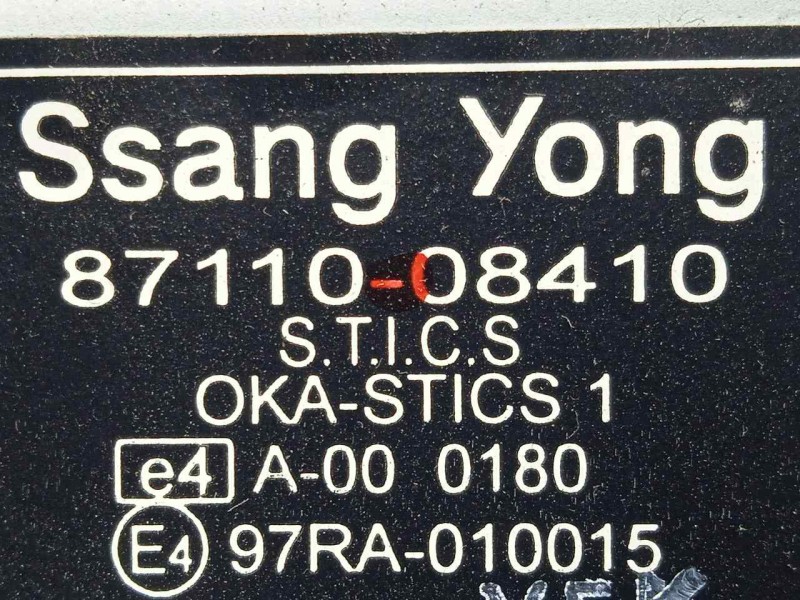 Ssang Yong
87110-08410
S.T.I.C.S
OKA-STICS 1
e4 A-00 0180
E4 97RA-010015